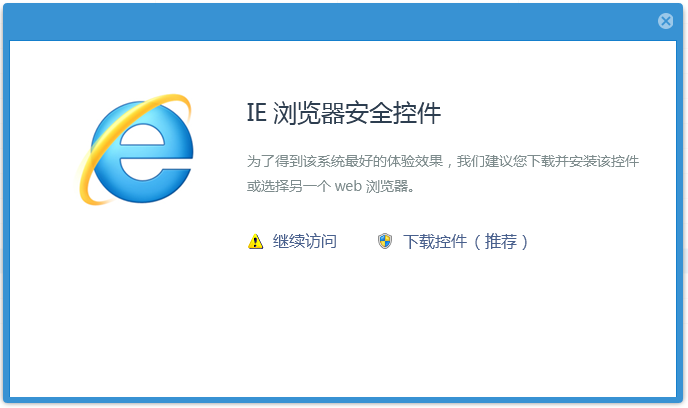 IE 浏览器安全控件
为了得到该系统最好的体验效果，我们建议您下载并安装该控件
或选择另一个 web 浏览器。
继续访问 下载控件（推荐）